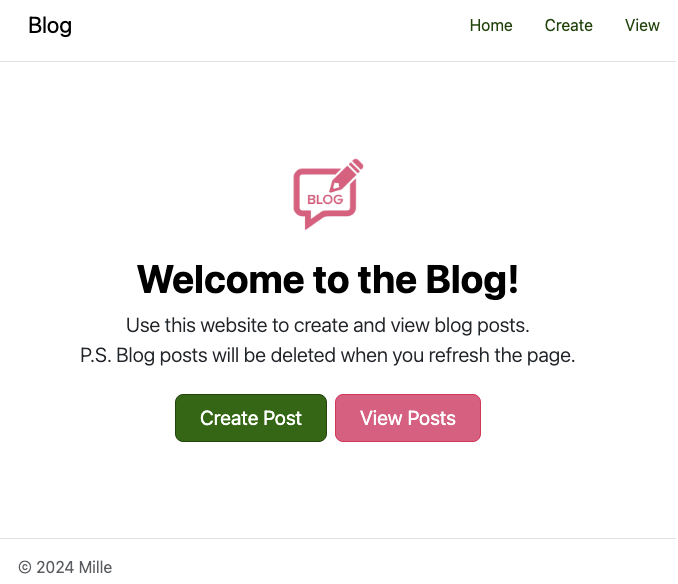 Blog
Home Create View
BLOG
Welcome to the Blog!
Use this website to create and view blog posts.
P.S. Blog posts will be deleted when you refresh the page.
Create Post View Posts
© 2024 Mille